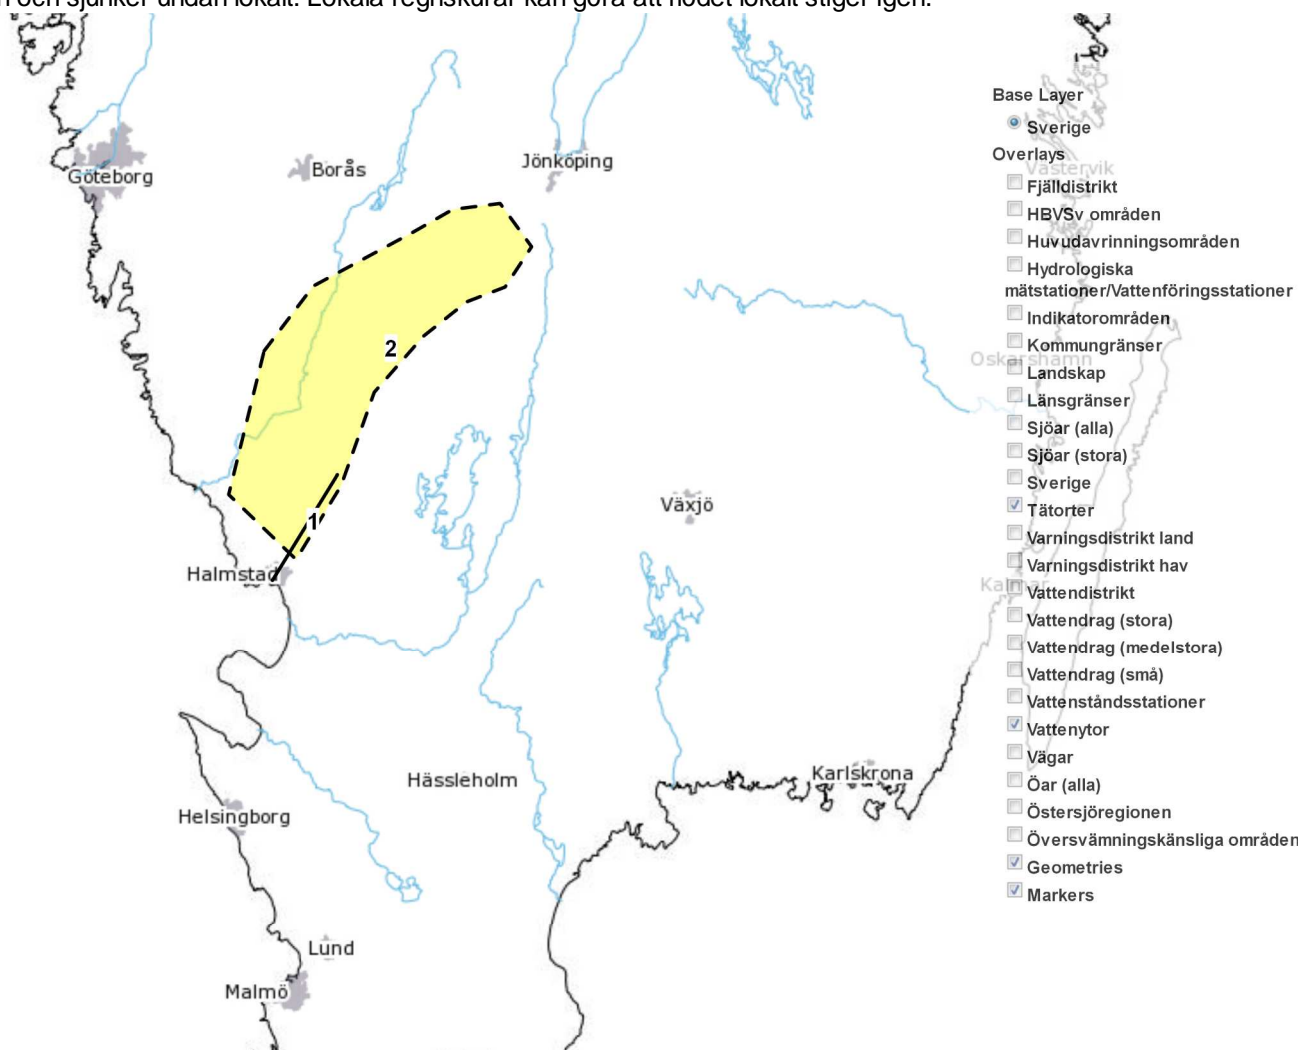 och sjunker undan lokalt. Lokala regnskurar kan göra att flödet lokalt stiger igen.
Base Layer
Sverige
Overlays
Västervik
Fjälldistrikt
HBVSv områden
Huvudavrinningsområden
Hydrologiska
mätstationer/Vattenföringsstationer
Indikatorområden
Kommungränser
Oskarshamn
Landskap
Länsgränser
Sjöar (alla)
Sjöar (stora)
Sverige
Tätorter
Varningsdistrikt land
Varningsdistrikt hav
Kalmar
Vattendistrikt
Vattendrag (stora)
Vattendrag (medelstora)
Vattendrag (små)
Vattenståndsstationer
Vattenytor
Vägar
Öar (alla)
Östersjöregionen
Översvämningskänsliga områden
Geometries
Markers
Göteborg
Borås
Jönköping
2
1
Växjö
Halmstad
Hässleholm
Karlskrona
Helsingborg
Lund
Malmö